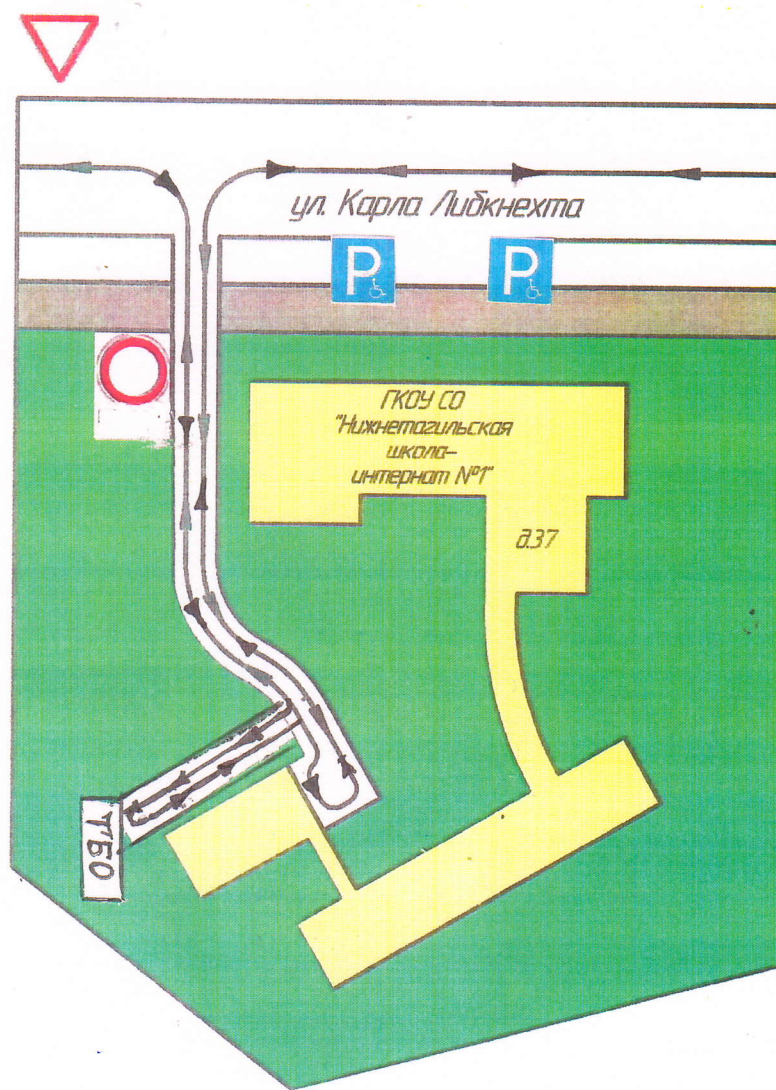 ул. Карла Либкнехта
P
P
ГКОУ СО
"Нижнетагильская
школа-
интернат №1"
д.37
ТБО